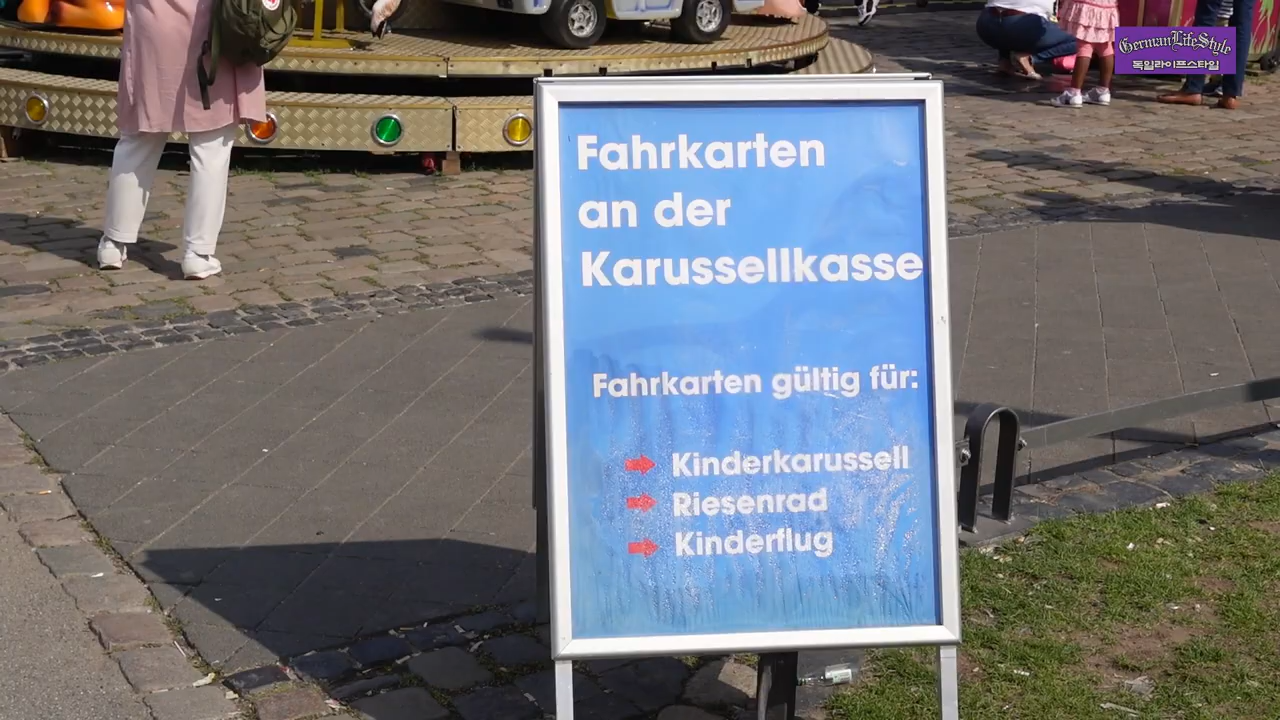 GermanLifeStyle
독일라이프스타일
Fahrkarten
an der
Karussellkasse
Fahrkarten gültig für:
Kinderkarussell
Riesenrad
Kinderflug